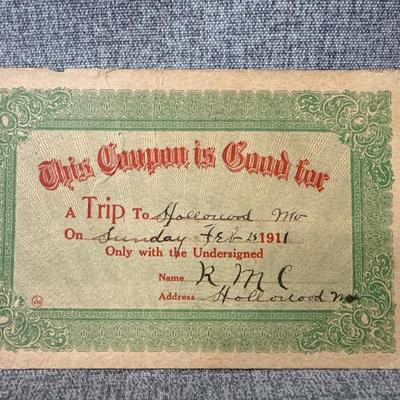 This Coupon is Good for
A Trip To Hollowood Mo
On Sunday Feb 26 1911
Only with the Undersigned
Name R M C
Address Hollowood Mo